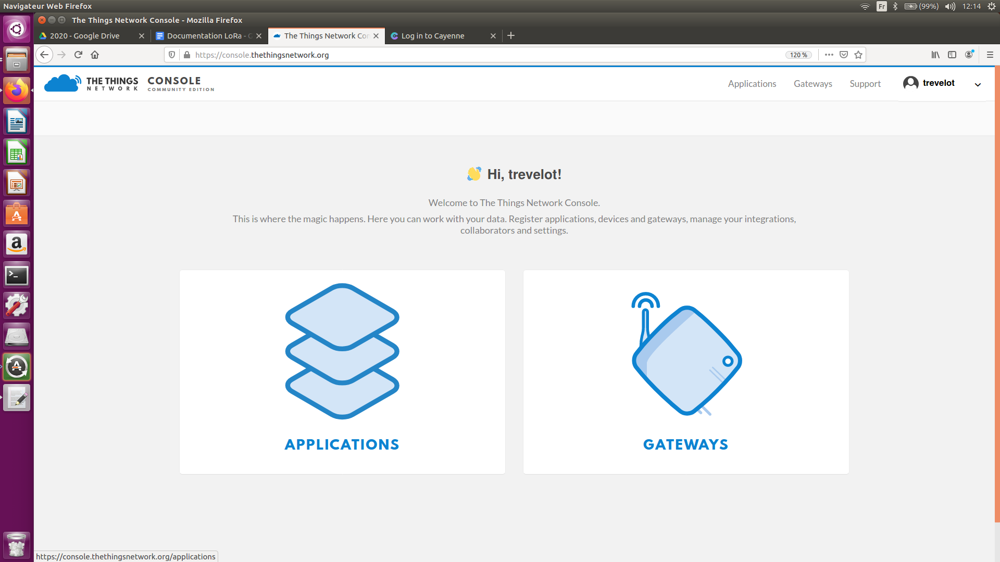 Navigateur Web Firefox
Fr
(99%)
12:14
The Things Network Console - Mozilla Firefox
2020 - Google Drive
Documentation LoRa - G
The Things Network Con
Log in to Cayenne
https://console.thethingsnetwork.org
120 %
THE THINGS
NETWORK
CONSOLE
COMMUNITY EDITION
Applications
Gateways
Support
trevelot
Hi, trevelot!
Welcome to The Things Network Console.
This is where the magic happens. Here you can work with your data. Register applications, devices and gateways, manage your integrations,
collaborators and settings.
APPLICATIONS
GATEWAYS
https://console.thethingsnetwork.org/applications